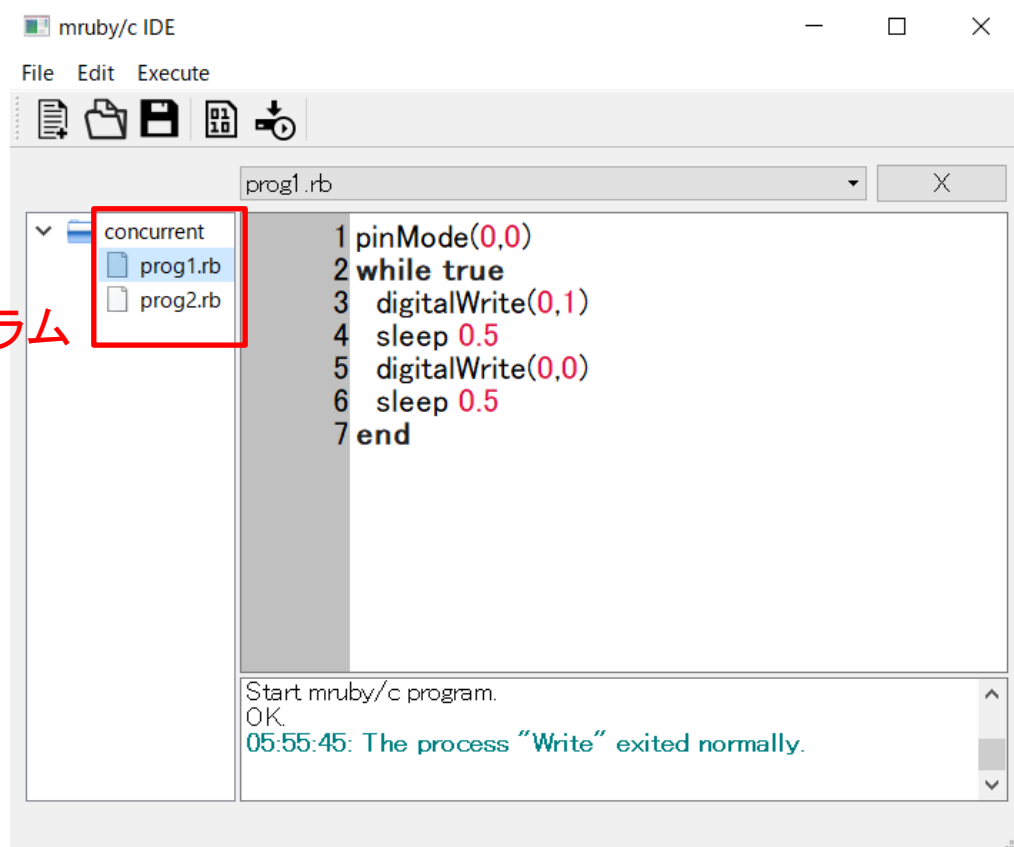 mruby/c IDE
File Edit Execute
prog1.rb
X
concurrent
prog1.rb
prog2.rb
ラム
1 pinMode(0,0)
2 while true
3   digitalWrite(0,1)
4   sleep 0.5
5   digitalWrite(0,0)
6   sleep 0.5
7 end
Start mruby/c program.
OK.
05:55:45: The process "Write" exited normally.